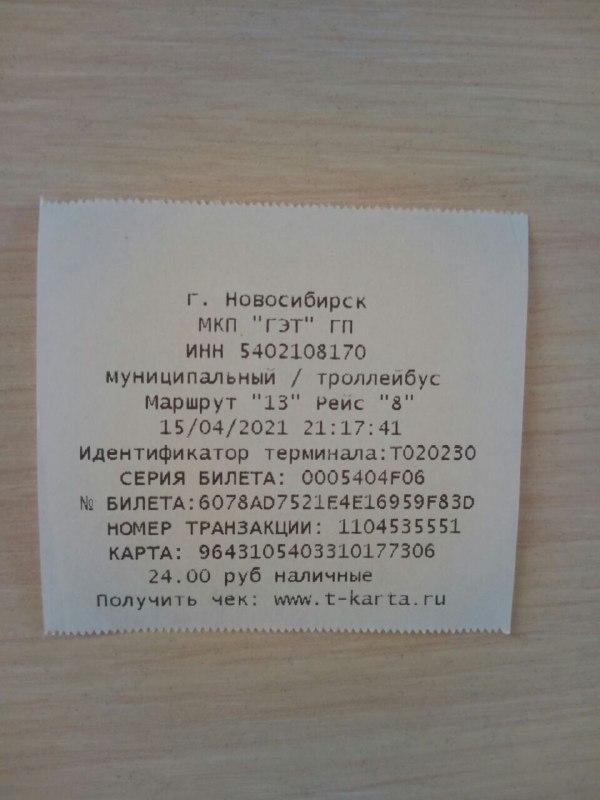 г. Новосибирск
МКП "ГЭТ" ГП
ИНН 5402108170
муниципальный / троллейбус
Маршрут "13" Рейс "8"
15/04/2021 21:17:41
Идентификатор терминала:T020230
СЕРИЯ БИЛЕТА: 0005404F06
№ БИЛЕТА:6078AD7521E4E16959F83D
НОМЕР ТРАНЗАКЦИИ: 1104535551
КАРТА: 9643105403310177306
24.00 руб наличные
Получить чек: www.t-karta.ru